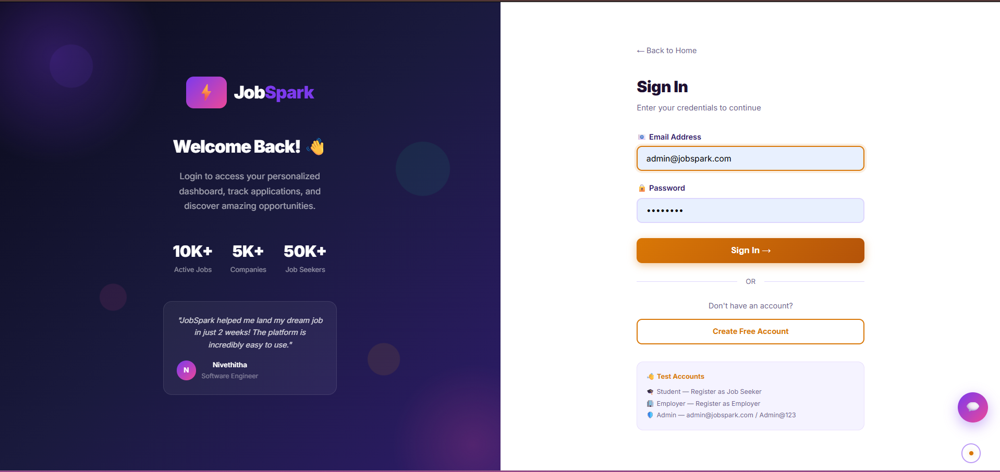 JobSpark
Welcome Back! 👋
Login to access your personalized
dashboard, track applications, and
discover amazing opportunities.
10K+ 5K+ 50K+
Active Jobs Companies Job Seekers
"JobSpark helped me land my dream job
in just 2 weeks! The platform is
incredibly easy to use."
N
Nivethitha
Software Engineer
← Back to Home
Sign In
Enter your credentials to continue
📧 Email Address
admin@jobspark.com
🔒 Password
••••••••
Sign In →
OR
Don't have an account?
Create Free Account
👋 Test Accounts
🎓 Student — Register as Job Seeker
🏢 Employer — Register as Employer
🛡️ Admin — admin@jobspark.com / Admin@123